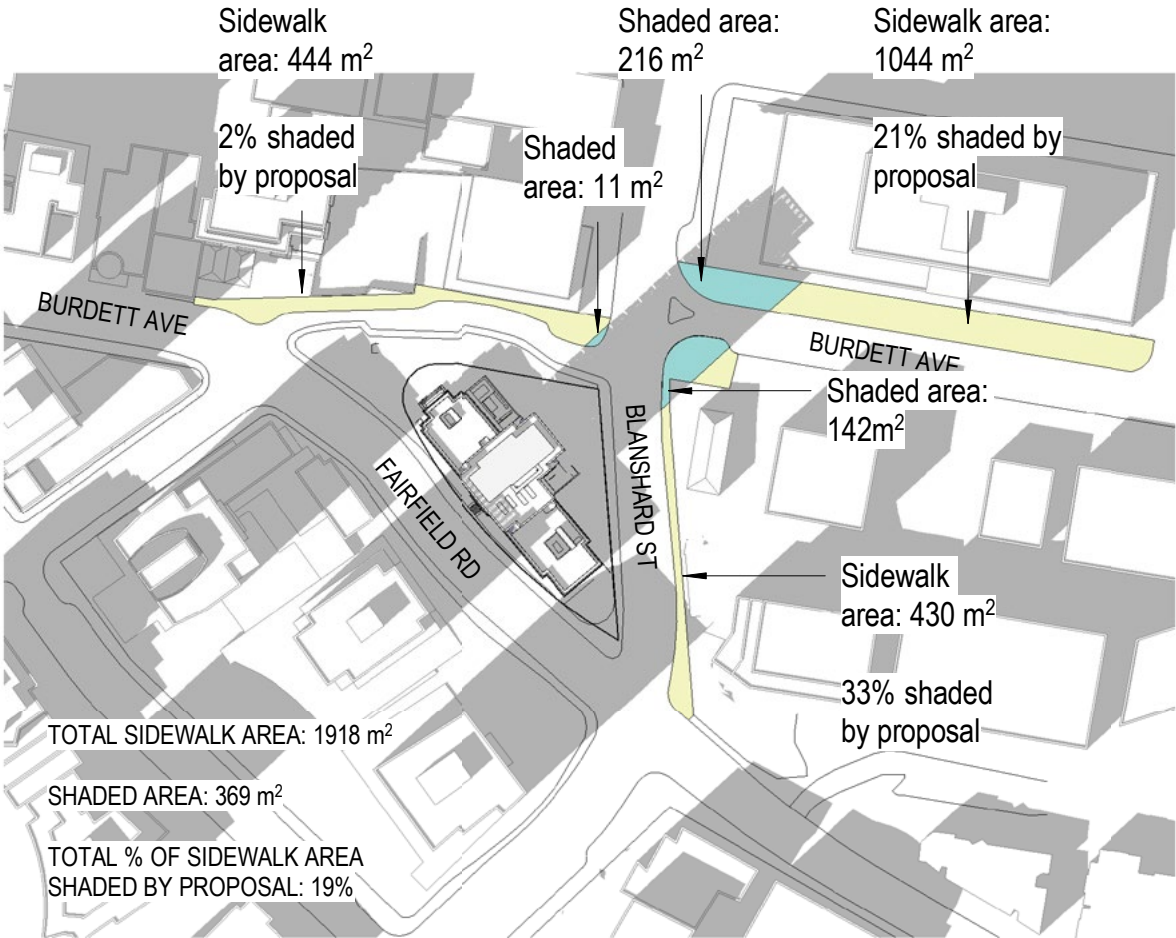 Sidewalk
area: 444 m²
Shaded area:
216 m²
Sidewalk area:
1044 m²
2% shaded
by proposal
Shaded
area: 11 m²
21% shaded by
proposal
BURDETT AVE
BURDETT AVE
Shaded area:
142m²
BLANSHARD ST
FAIRFIELD RD
Sidewalk
area: 430 m²
33% shaded
by proposal
TOTAL SIDEWALK AREA: 1918 m²
SHADED AREA: 369 m²
TOTAL % OF SIDEWALK AREA
SHADED BY PROPOSAL: 19%